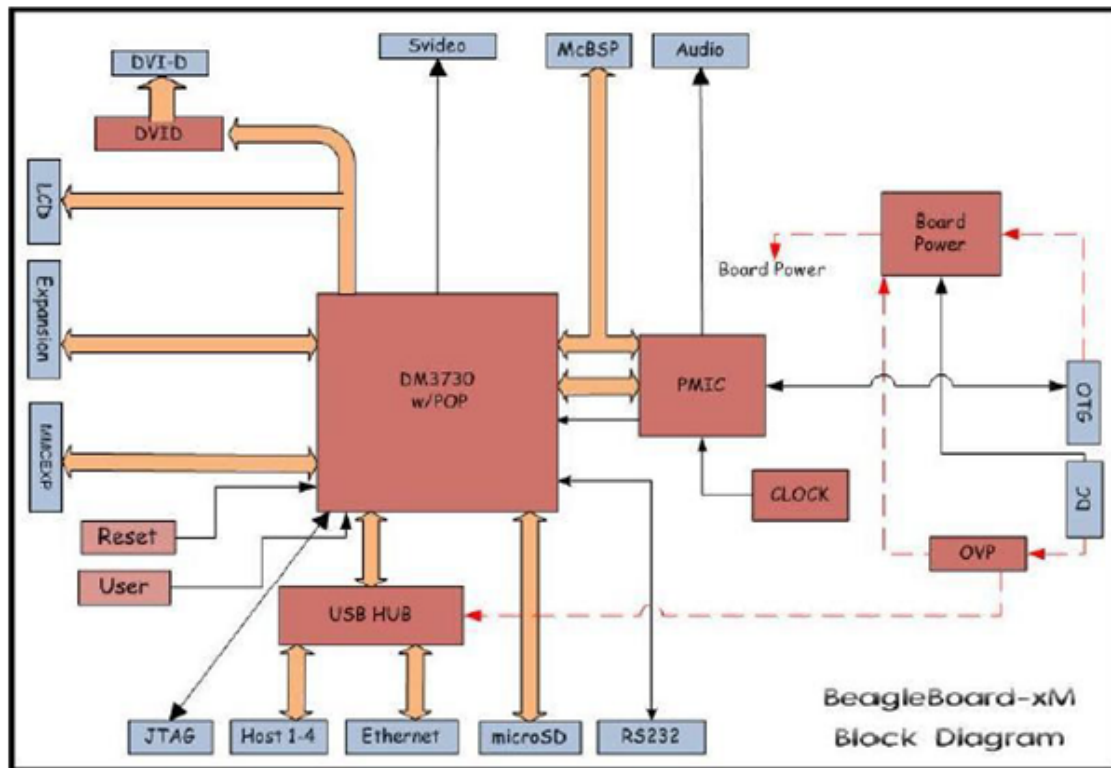 Svideo
McBSP
Audio
DVI-D
DVID
LCD
Board
Power
Board Power
Expansion
DM3730
w/POP
PMIC
OTG
MMCEXP
CLOCK
DC
Reset
OVP
User
USB HUB
JTAG
Host 1-4
Ethernet
microSD
RS232
BeagleBoard-xM
Block Diagram